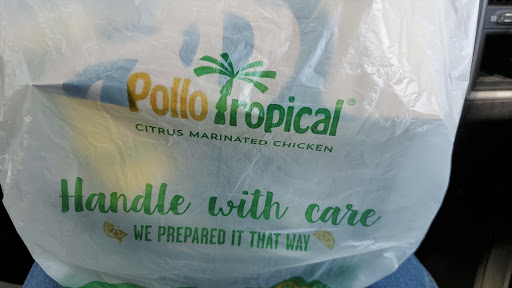 Pollo Tropical®
CITRUS MARINATED CHICKEN
Handle with care
WE PREPARED IT THAT WAY